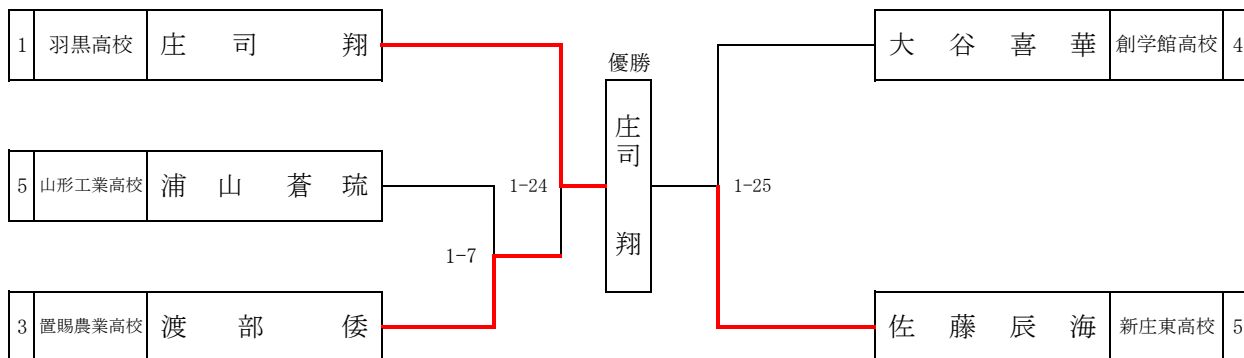 1 羽黒高校 庄司 翔
優勝
大谷喜華 創学館高校 4
庄司 翔
5 山形工業高校 浦山 蒼琉
1-24
1-25
1-7
3 置賜農業高校 渡部 倭
佐藤辰海 新庄東高校 5